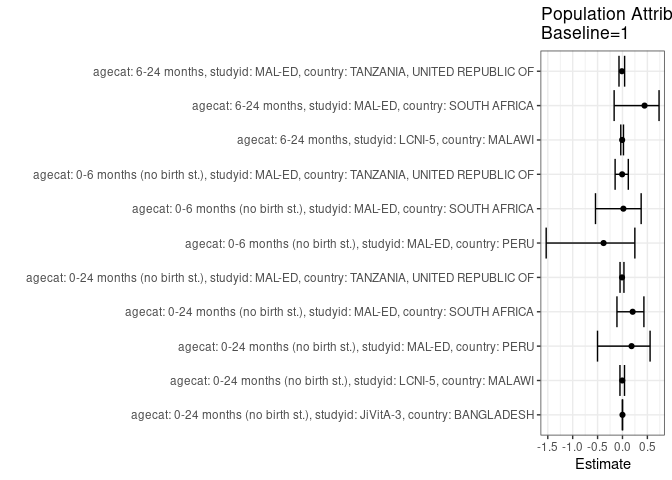 Population Attrib
Baseline=1
agecat: 6-24 months, studyid: MAL-ED, country: TANZANIA, UNITED REPUBLIC OF
agecat: 6-24 months, studyid: MAL-ED, country: SOUTH AFRICA
agecat: 6-24 months, studyid: LCNI-5, country: MALAWI
agecat: 0-6 months (no birth st.), studyid: MAL-ED, country: TANZANIA, UNITED REPUBLIC OF
agecat: 0-6 months (no birth st.), studyid: MAL-ED, country: SOUTH AFRICA
agecat: 0-6 months (no birth st.), studyid: MAL-ED, country: PERU
agecat: 0-24 months (no birth st.), studyid: MAL-ED, country: TANZANIA, UNITED REPUBLIC OF
agecat: 0-24 months (no birth st.), studyid: MAL-ED, country: SOUTH AFRICA
agecat: 0-24 months (no birth st.), studyid: MAL-ED, country: PERU
agecat: 0-24 months (no birth st.), studyid: LCNI-5, country: MALAWI
agecat: 0-24 months (no birth st.), studyid: JiVitA-3, country: BANGLADESH
-1.5 -1.0 -0.5 0.0 0.5
Estimate